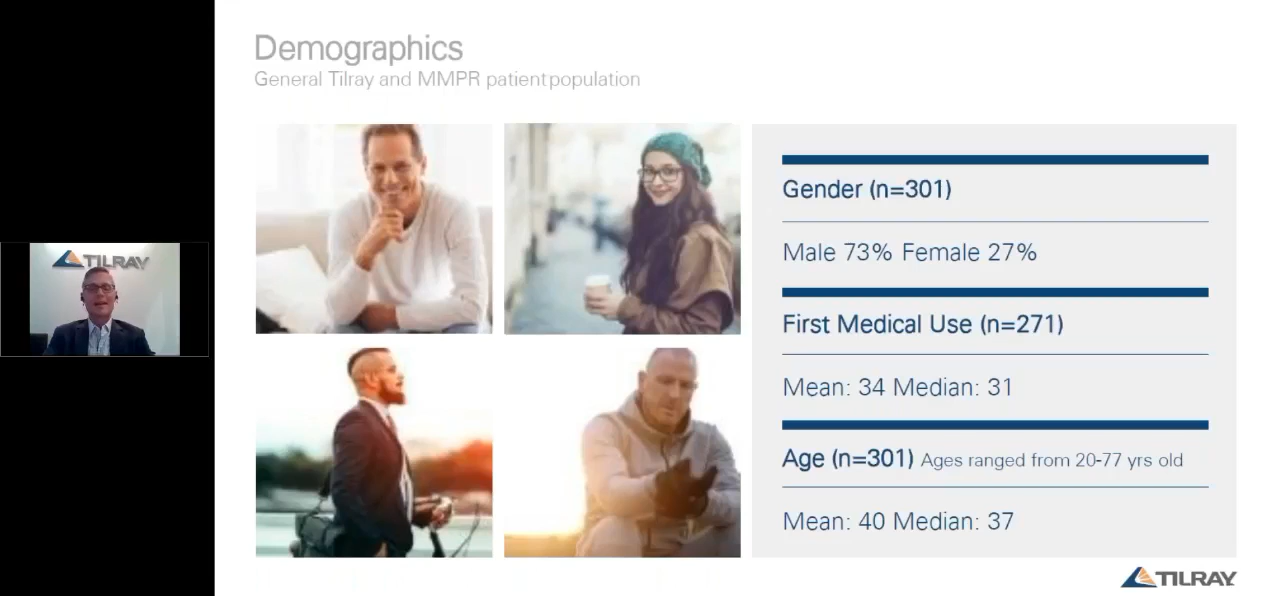 Demographics
General Tilray and MMPR patient population
TILRAY
Gender (n=301)
Male 73% Female 27%
First Medical Use (n=271)
Mean: 34 Median: 31
Age (n=301) Ages ranged from 20-77 yrs old
Mean: 40 Median: 37
TILRAY